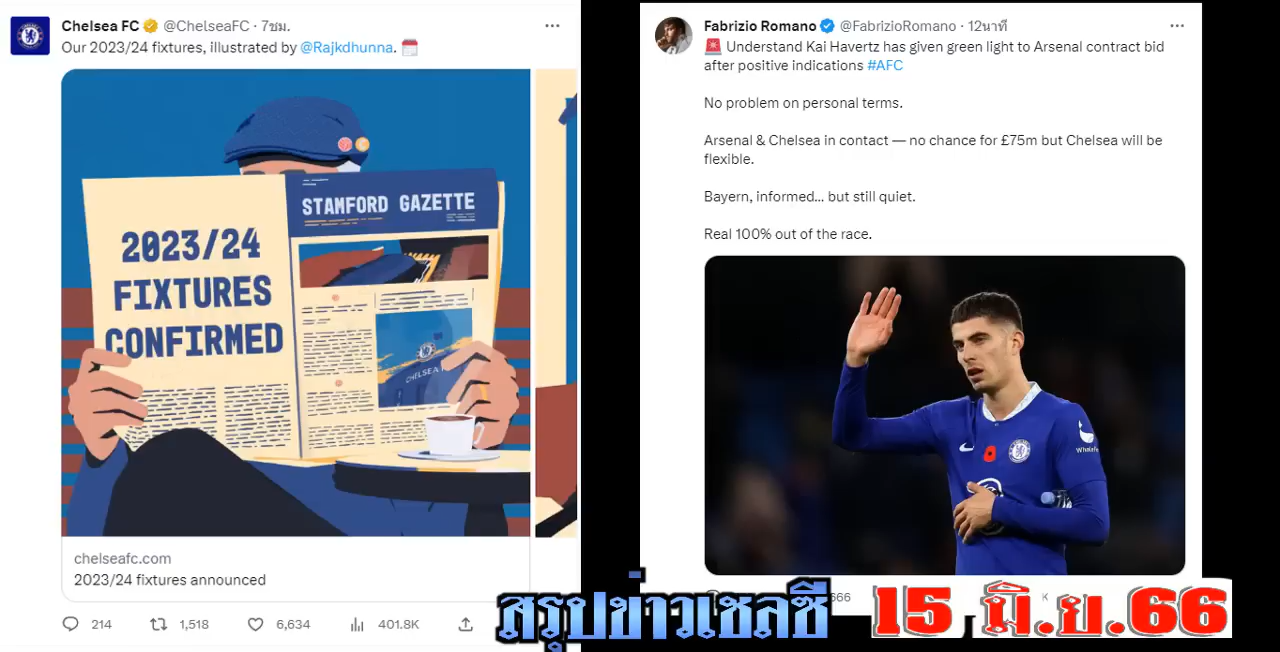 Chelsea FC @ChelseaFC · 7ชม.
Our 2023/24 fixtures, illustrated by @Rajkdhunna.
STAMFORD GAZETTE
2023/24
FIXTURES
CONFIRMED
CHELSEA
chelseafc.com
2023/24 fixtures announced
214 1,518 6,634 401.8K
Fabrizio Romano @FabrizioRomano · 12นาที
Understand Kai Havertz has given green light to Arsenal contract bid
after positive indications #AFC
No problem on personal terms.
Arsenal & Chelsea in contact — no chance for £75m but Chelsea will be
flexible.
Bayern, informed... but still quiet.
Real 100% out of the race.
สรุปข่าวเชลซี 15 มิ.ย.66